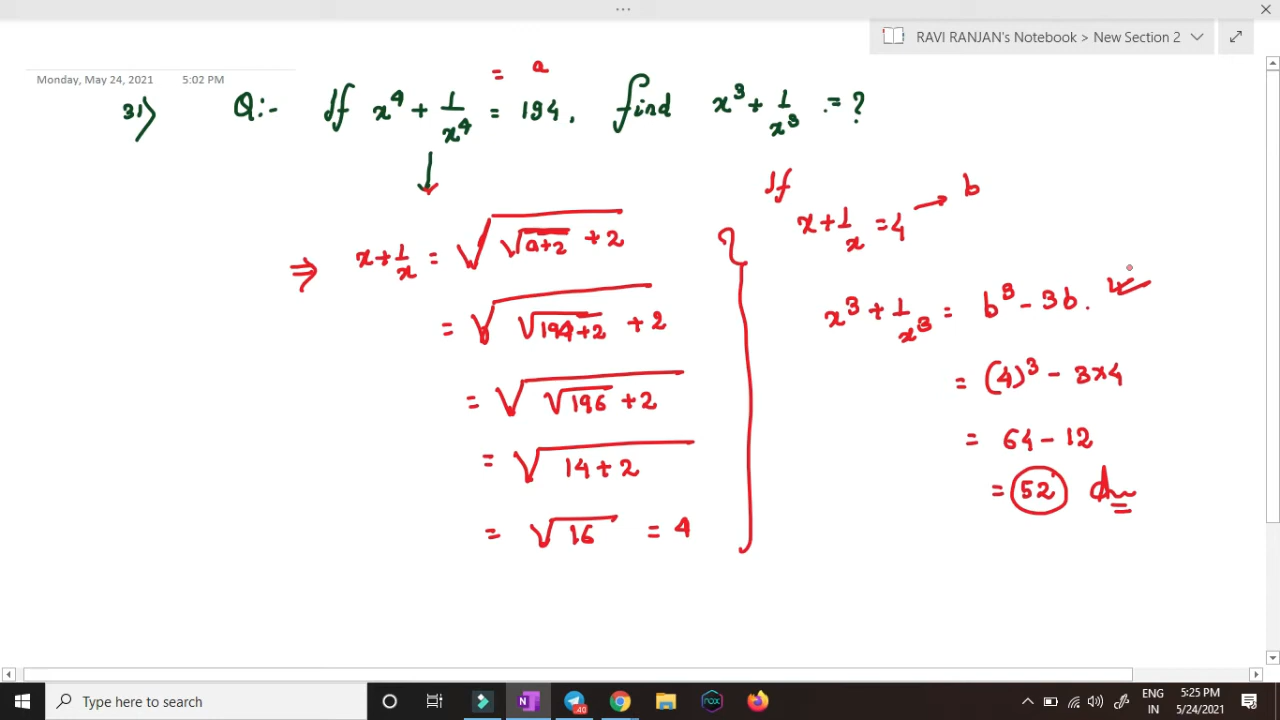 RAVI RANJAN's Notebook > New Section 2
Monday, May 24, 2021 5:02 PM
= a
31) Q:- If x⁴ + 1/x⁴ = 194, find x³ + 1/x³ = ?
If
x + 1/x = 4 → b
⇒ x + 1/x = √(√(a+2) + 2)
= √(√(194+2) + 2)
= √(√196 + 2)
= √(14 + 2)
= √16 = 4
x³ + 1/x³ = b³ - 3b.
= (4)³ - 3×4
= 64 - 12
= 52 Ans
Type here to search
40
nox
ENG
IN
5:25 PM
5/24/2021